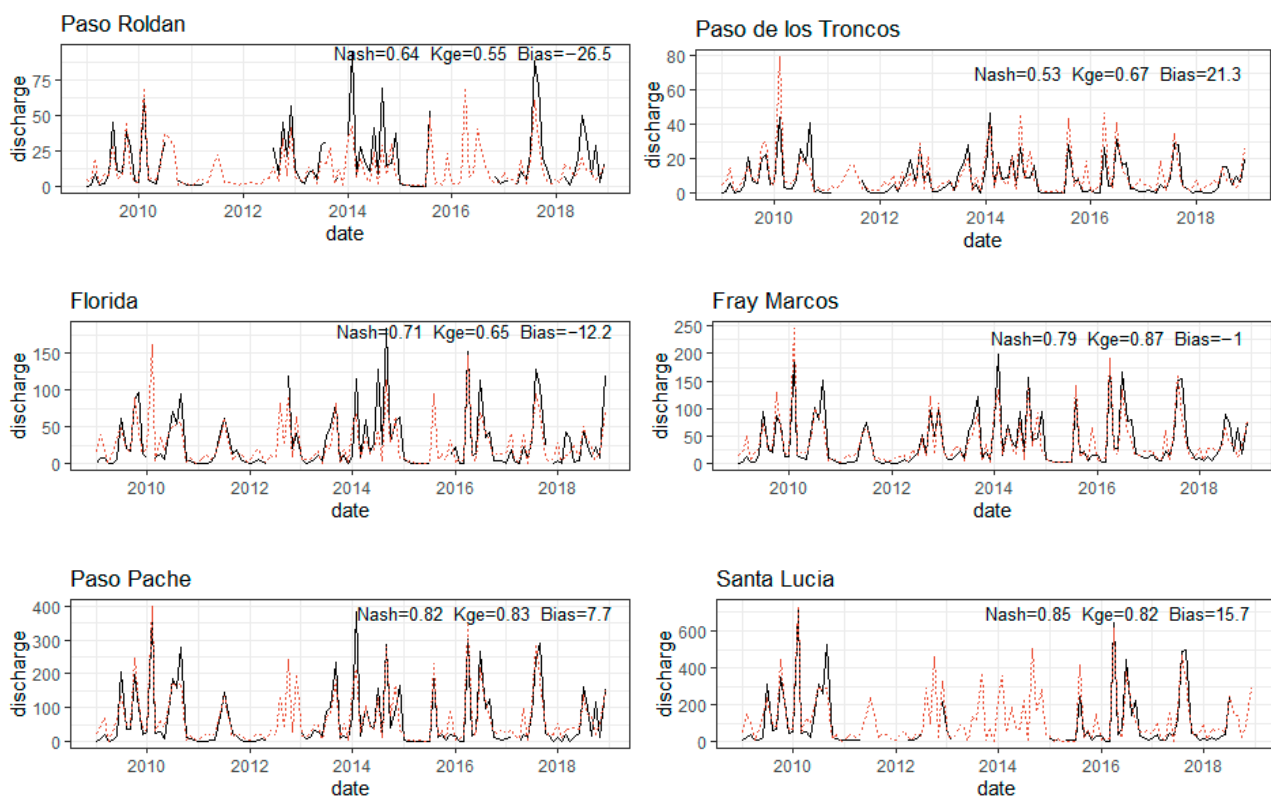 Paso Roldan
Nash=0.64 Kge=0.55 Bias=−26.5
discharge
75
50
25
0
2010 2012 2014 2016 2018
date
Paso de los Troncos
Nash=0.53 Kge=0.67 Bias=21.3
discharge
80
60
40
20
0
2010 2012 2014 2016 2018
date
Florida
Nash=0.71 Kge=0.65 Bias=−12.2
discharge
150
100
50
0
2010 2012 2014 2016 2018
date
Fray Marcos
Nash=0.79 Kge=0.87 Bias=−1
discharge
250
200
150
100
50
0
2010 2012 2014 2016 2018
date
Paso Pache
Nash=0.82 Kge=0.83 Bias=7.7
discharge
400
300
200
100
0
2010 2012 2014 2016 2018
date
Santa Lucia
Nash=0.85 Kge=0.82 Bias=15.7
discharge
600
400
200
0
2010 2012 2014 2016 2018
date